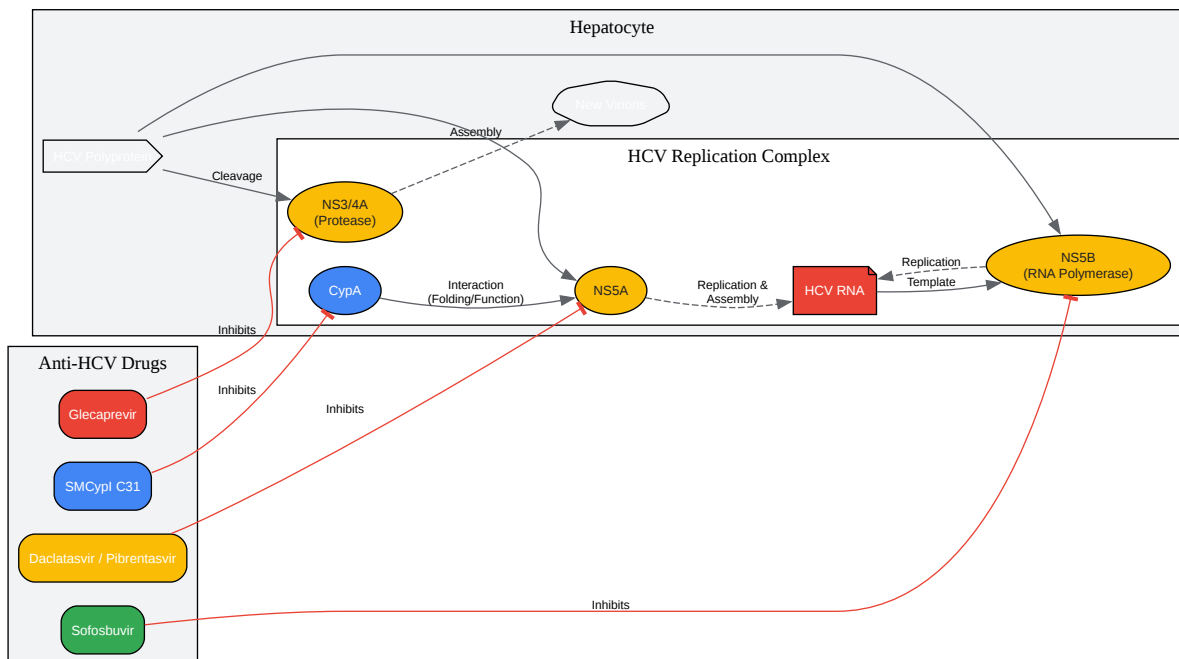 Hepatocyte
New Virions
Assembly
HCV Replication Complex
HCV Polyprotein
Cleavage
NS3/4A
(Protease)
CypA
Interaction
(Folding/Function)
NS5A
Replication &
Assembly
HCV RNA
Replication
Template
NS5B
(RNA Polymerase)
Inhibits
Anti-HCV Drugs
Inhibits
Inhibits
Glecaprevir
SMCypI C31
Daclatasvir / Pibrentasvir
Inhibits
Sofosbuvir